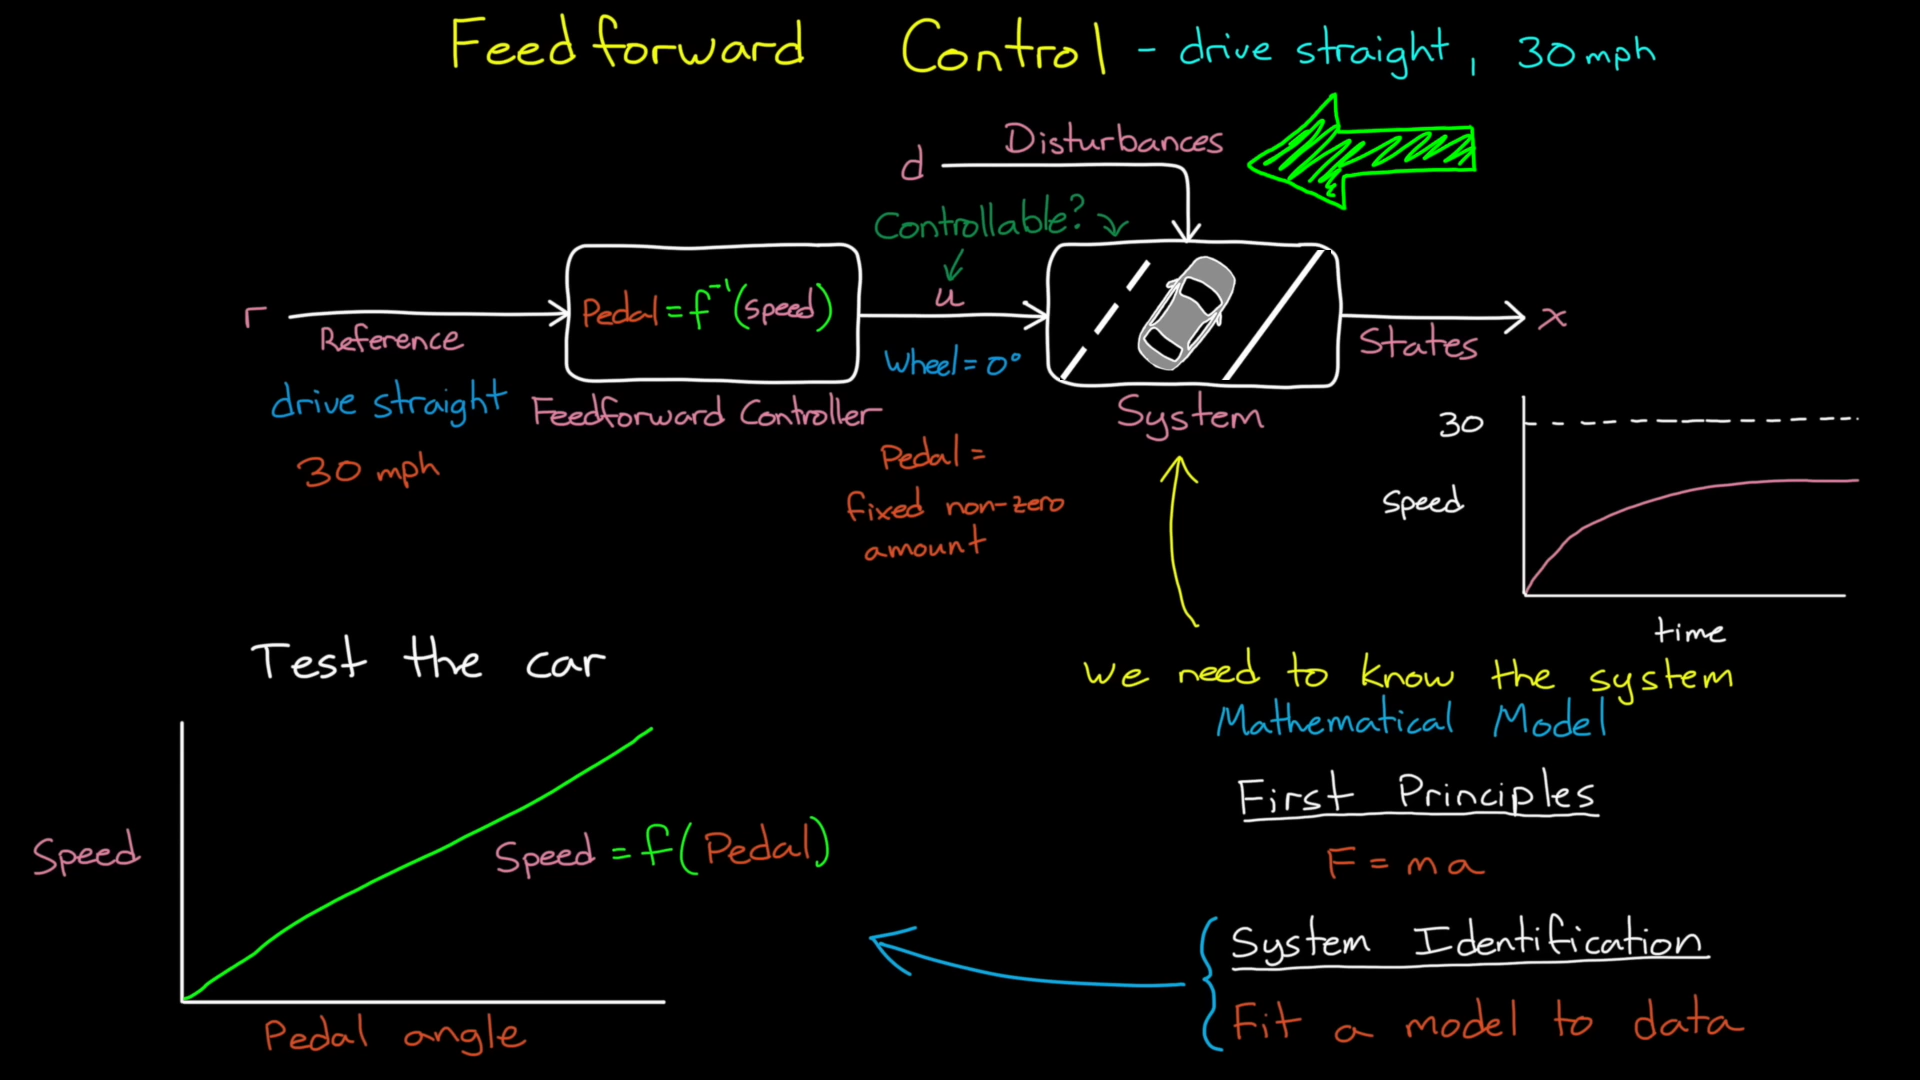 Feedforward Control - drive straight, 30 mph
d Disturbances
Controllable?
r Reference
Pedal = f⁻¹(speed)
u
x
States
drive straight
30 mph
Feedforward Controller
Wheel = 0°
System
Pedal =
fixed non-zero
amount
30
Speed
time
Test the car
Speed
Speed = f(Pedal)
Pedal angle
We need to know the system
Mathematical Model
First Principles
F = ma
System Identification
Fit a model to data